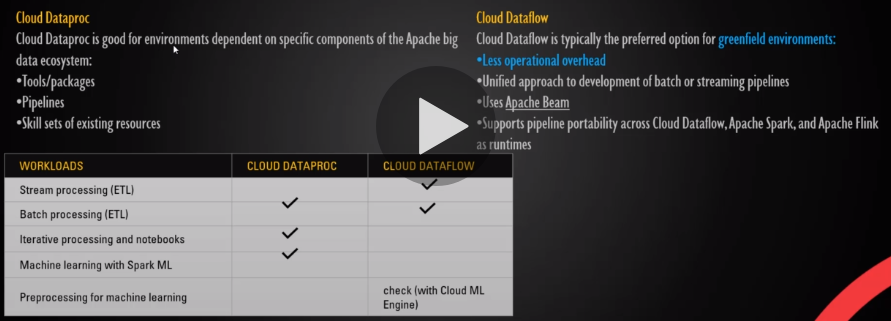 Cloud Dataproc
Cloud Dataproc is good for environments dependent on specific components of the Apache big
data ecosystem:
•Tools/packages
•Pipelines
•Skill sets of existing resources
Cloud Dataflow
Cloud Dataflow is typically the preferred option for greenfield environments:
•Less operational overhead
•Unified approach to development of batch or streaming pipelines
•Uses Apache Beam
•Supports pipeline portability across Cloud Dataflow, Apache Spark, and Apache Flink
as runtimes
WORKLOADS CLOUD DATAPROC CLOUD DATAFLOW
Stream processing (ETL) ✓
Batch processing (ETL) ✓ ✓
Iterative processing and notebooks ✓
Machine learning with Spark ML ✓
Preprocessing for machine learning check (with Cloud ML
Engine)